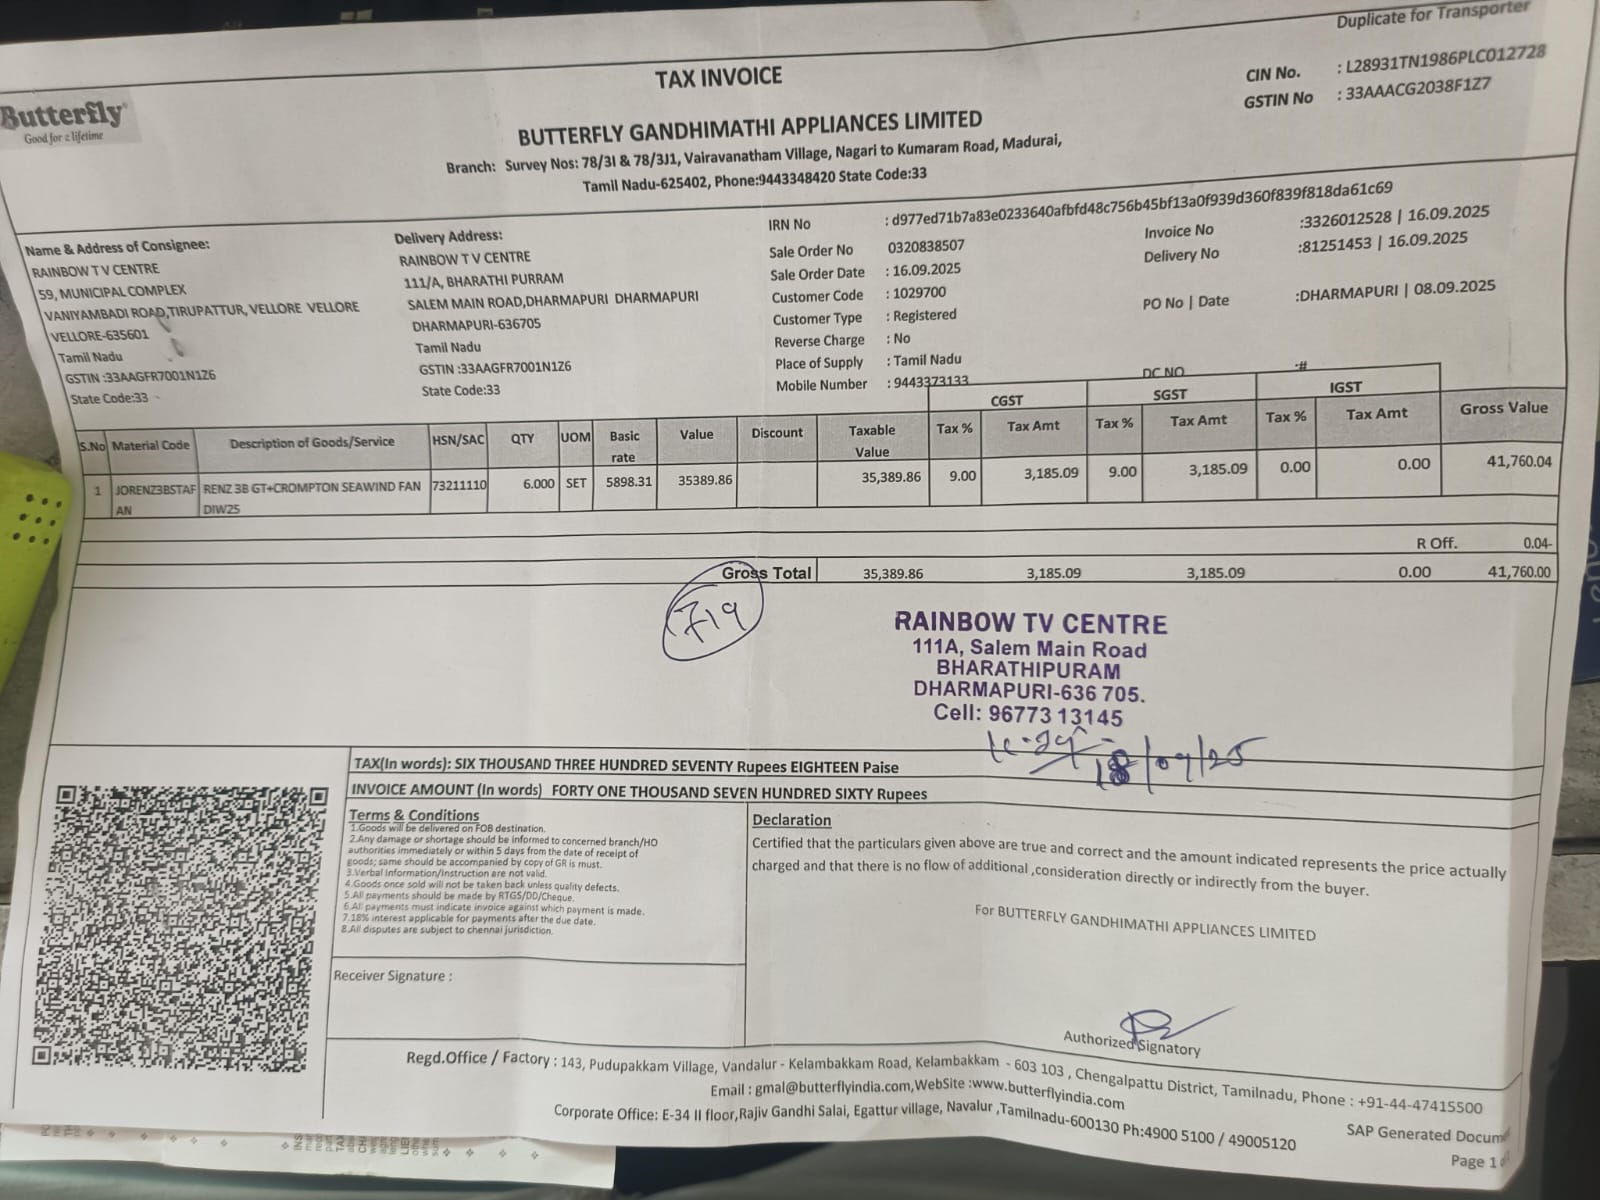 Duplicate for Transporter
TAX INVOICE
CIN No. : L28931TN1986PLC012728
GSTIN No : 33AAACG2038F1Z7
Butterfly
Good for a lifetime
BUTTERFLY GANDHIMATHI APPLIANCES LIMITED
Branch: Survey Nos: 78/3I & 78/3J1, Vairavanatham Village, Nagari to Kumaram Road, Madurai,
Tamil Nadu-625402, Phone:9443348420 State Code:33
Name & Address of Consignee:
RAINBOW T V CENTRE
59, MUNICIPAL COMPLEX
VANIYAMBADI ROAD,TIRUPATTUR, VELLORE VELLORE
VELLORE-635601
Tamil Nadu
GSTIN :33AAGFR7001N1Z6
State Code:33
Delivery Address:
RAINBOW T V CENTRE
111/A, BHARATHI PURRAM
SALEM MAIN ROAD,DHARMAPURI DHARMAPURI
DHARMAPURI-636705
Tamil Nadu
GSTIN :33AAGFR7001N1Z6
State Code:33
IRN No : d977ed71b7a83e0233640afbfd48c756b45bf13a0f939d360f839f818da61c69
Sale Order No 0320838507
Sale Order Date : 16.09.2025
Customer Code : 1029700
Customer Type : Registered
Reverse Charge : No
Place of Supply : Tamil Nadu
Mobile Number : 9443373133
Invoice No :3326012528 | 16.09.2025
Delivery No :81251453 | 16.09.2025
PO No | Date :DHARMAPURI | 08.09.2025
DC NO :#
CGST SGST IGST
S.No Material Code Description of Goods/Service HSN/SAC QTY UOM Basic rate Value Discount Taxable Value Tax % Tax Amt Tax % Tax Amt Tax % Tax Amt Gross Value
1 JORENZ3BSTAF RENZ 3B GT+CROMPTON SEAWIND FAN 73211110 6.000 SET 5898.31 35389.86 35,389.86 9.00 3,185.09 9.00 3,185.09 0.00 0.00 41,760.04
AN DIW25
R Off. 0.04-
Gross Total 35,389.86 3,185.09 3,185.09 0.00 41,760.00
719
RAINBOW TV CENTRE
111A, Salem Main Road
BHARATHIPURAM
DHARMAPURI-636 705.
Cell: 96773 13145
18/09/25
TAX(In words): SIX THOUSAND THREE HUNDRED SEVENTY Rupees EIGHTEEN Paise
INVOICE AMOUNT (In words) FORTY ONE THOUSAND SEVEN HUNDRED SIXTY Rupees
Terms & Conditions
1.Goods will be delivered on FOB destination.
2.Any damage or shortage should be informed to concerned branch/HO
authorities immediately or within 5 days from the date of receipt of
goods; same should be accompanied by copy of GR is must.
3.Verbal Information/Instruction are not valid.
4.Goods once sold will not be taken back unless quality defects.
5.All payments should be made by RTGS/DD/Cheque.
6.All payments must indicate invoice against which payment is made.
7.18% interest applicable for payments after the due date.
8.All disputes are subject to chennai jurisdiction.
Receiver Signature :
Declaration
Certified that the particulars given above are true and correct and the amount indicated represents the price actually
charged and that there is no flow of additional ,consideration directly or indirectly from the buyer.
For BUTTERFLY GANDHIMATHI APPLIANCES LIMITED
Authorized Signatory
Regd.Office / Factory : 143, Pudupakkam Village, Vandalur - Kelambakkam Road, Kelambakkam - 603 103 , Chengalpattu District, Tamilnadu, Phone : +91-44-47415500
Email : gmal@butterflyindia.com,WebSite :www.butterflyindia.com
Corporate Office: E-34 II floor,Rajiv Gandhi Salai, Egattur village, Navalur ,Tamilnadu-600130 Ph:4900 5100 / 49005120
SAP Generated Docum
Page 1